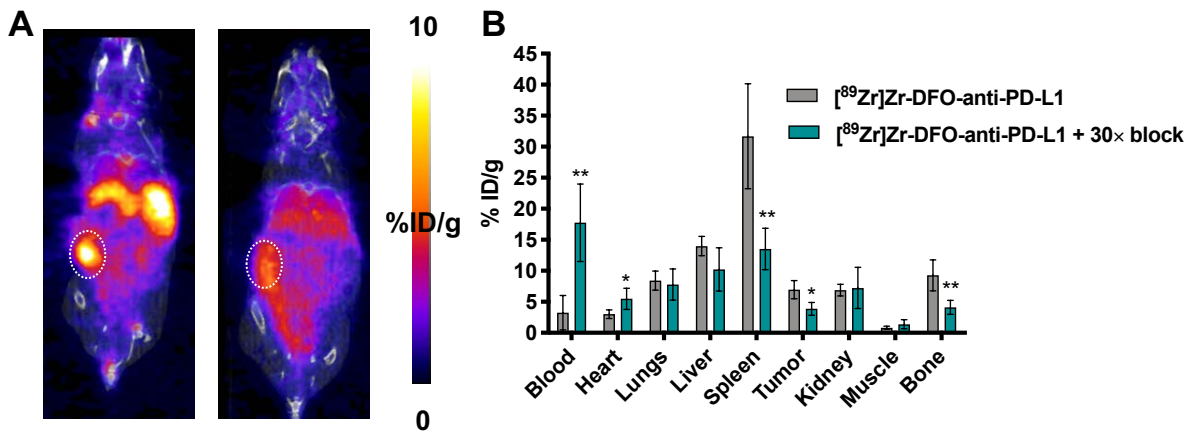 A
10
%ID/g
0
B
% ID/g
45
40
35
30
25
20
15
10
5
0
[⁸⁹Zr]Zr-DFO-anti-PD-L1
[⁸⁹Zr]Zr-DFO-anti-PD-L1 + 30× block
**
*
**
*
**
Blood
Heart
Lungs
Liver
Spleen
Tumor
Kidney
Muscle
Bone